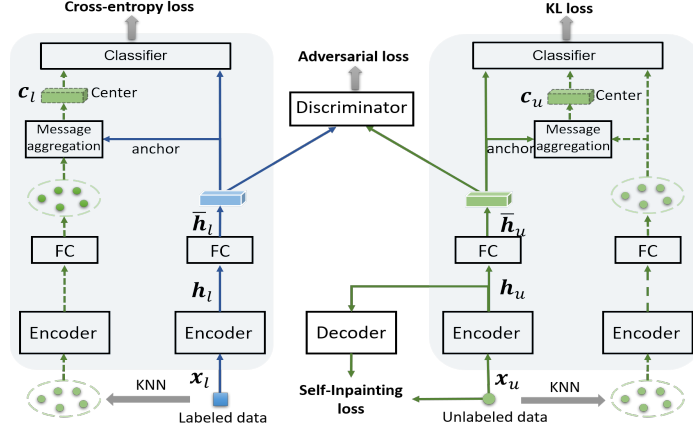 Cross-entropy loss
KL loss
Classifier
Adversarial loss
Classifier
c_l
Center
Discriminator
c_u
Center
Message
aggregation
anchor
anchor
Message
aggregation
h̅_l
h̅_u
FC
FC
FC
FC
h_l
h_u
Encoder
Encoder
Decoder
Encoder
Encoder
x_l
x_u
KNN
KNN
Self-Inpainting
loss
Labeled data
Unlabeled data